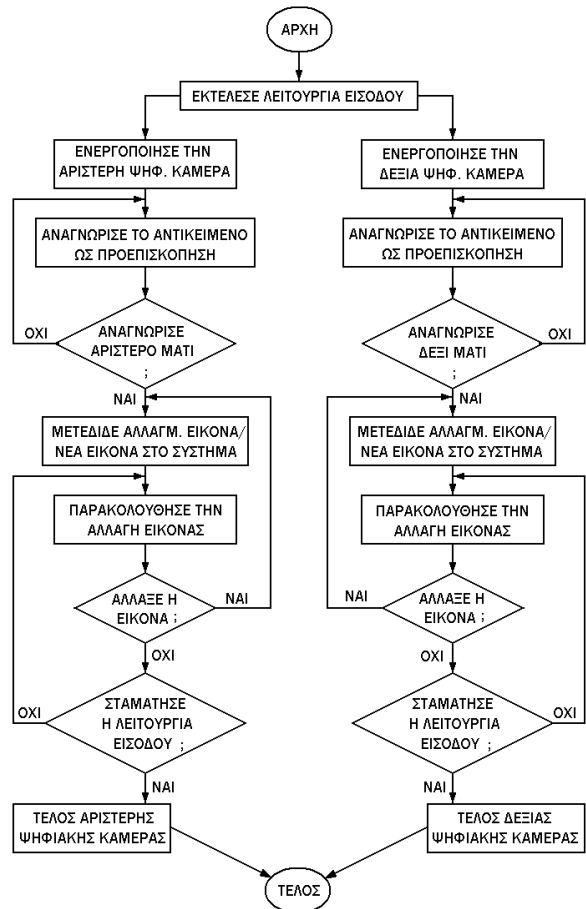 ΑΡΧΗ
ΕΚΤΕΛΕΣΕ ΛΕΙΤΟΥΡΓΙΑ ΕΙΣΟΔΟΥ
ΕΝΕΡΓΟΠΟΙΗΣΕ ΤΗΝ
ΑΡΙΣΤΕΡΗ ΨΗΦ. ΚΑΜΕΡΑ
ΑΝΑΓΝΩΡΙΣΕ ΤΟ ΑΝΤΙΚΕΙΜΕΝΟ
ΩΣ ΠΡΟΕΠΙΣΚΟΠΗΣΗ
ΟΧΙ
ΑΝΑΓΝΩΡΙΣΕ
ΑΡΙΣΤΕΡΟ ΜΑΤΙ
;
ΝΑΙ
ΜΕΤΕΔΙΔΕ ΑΛΛΑΓΜ. ΕΙΚΟΝΑ/
ΝΕΑ ΕΙΚΟΝΑ ΣΤΟ ΣΥΣΤΗΜΑ
ΠΑΡΑΚΟΛΟΥΘΗΣΕ ΤΗΝ
ΑΛΛΑΓΗ ΕΙΚΟΝΑΣ
ΑΛΛΑΞΕ Η
ΕΙΚΟΝΑ ;
ΝΑΙ
ΟΧΙ
ΣΤΑΜΑΤΗΣΕ
Η ΛΕΙΤΟΥΡΓΙΑ
ΕΙΣΟΔΟΥ ;
ΟΧΙ
ΝΑΙ
ΤΕΛΟΣ ΑΡΙΣΤΕΡΗΣ
ΨΗΦΙΑΚΗΣ ΚΑΜΕΡΑΣ
ΕΝΕΡΓΟΠΟΙΗΣΕ ΤΗΝ
ΔΕΞΙΑ ΨΗΦ. ΚΑΜΕΡΑ
ΑΝΑΓΝΩΡΙΣΕ ΤΟ ΑΝΤΙΚΕΙΜΕΝΟ
ΩΣ ΠΡΟΕΠΙΣΚΟΠΗΣΗ
ΑΝΑΓΝΩΡΙΣΕ
ΔΕΞΙ ΜΑΤΙ
;
ΟΧΙ
ΝΑΙ
ΜΕΤΕΔΙΔΕ ΑΛΛΑΓΜ. ΕΙΚΟΝΑ/
ΝΕΑ ΕΙΚΟΝΑ ΣΤΟ ΣΥΣΤΗΜΑ
ΠΑΡΑΚΟΛΟΥΘΗΣΕ ΤΗΝ
ΑΛΛΑΓΗ ΕΙΚΟΝΑΣ
ΝΑΙ
ΑΛΛΑΞΕ Η
ΕΙΚΟΝΑ ;
ΟΧΙ
ΣΤΑΜΑΤΗΣΕ
Η ΛΕΙΤΟΥΡΓΙΑ
ΕΙΣΟΔΟΥ ;
ΟΧΙ
ΝΑΙ
ΤΕΛΟΣ ΔΕΞΙΑΣ
ΨΗΦΙΑΚΗΣ ΚΑΜΕΡΑΣ
ΤΕΛΟΣ